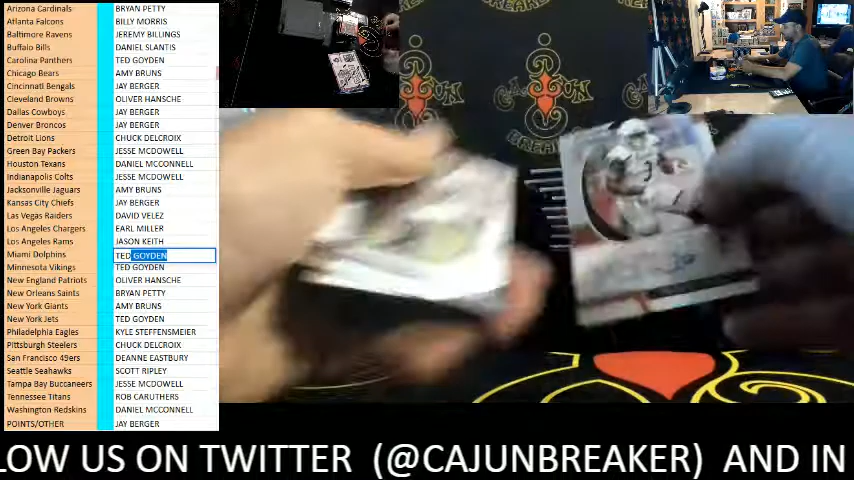 Arizona Cardinals BRYAN PETTY
Atlanta Falcons BILLY MORRIS
Baltimore Ravens JEREMY BILLINGS
Buffalo Bills DANIEL SLANTIS
Carolina Panthers TED GOYDEN
Chicago Bears AMY BRUNS
Cincinnati Bengals JAY BERGER
Cleveland Browns OLIVER HANSCHE
Dallas Cowboys JAY BERGER
Denver Broncos JAY BERGER
Detroit Lions CHUCK DELCROIX
Green Bay Packers JESSE MCDOWELL
Houston Texans DANIEL MCCONNELL
Indianapolis Colts JESSE MCDOWELL
Jacksonville Jaguars AMY BRUNS
Kansas City Chiefs JAY BERGER
Las Vegas Raiders DAVID VELEZ
Los Angeles Chargers EARL MILLER
Los Angeles Rams JASON KEITH
Miami Dolphins TED GOYDEN
Minnesota Vikings TED GOYDEN
New England Patriots OLIVER HANSCHE
New Orleans Saints BRYAN PETTY
New York Giants AMY BRUNS
New York Jets TED GOYDEN
Philadelphia Eagles KYLE STEFFENSMEIER
Pittsburgh Steelers CHUCK DELCROIX
San Francisco 49ers DEANNE EASTBURY
Seattle Seahawks SCOTT RIPLEY
Tampa Bay Buccaneers JESSE MCDOWELL
Tennessee Titans ROB CARUTHERS
Washington Redskins DANIEL MCCONNELL
POINTS/OTHER JAY BERGER
CAJUN
BREAKER
LOW US ON TWITTER (@CAJUNBREAKER) AND IN